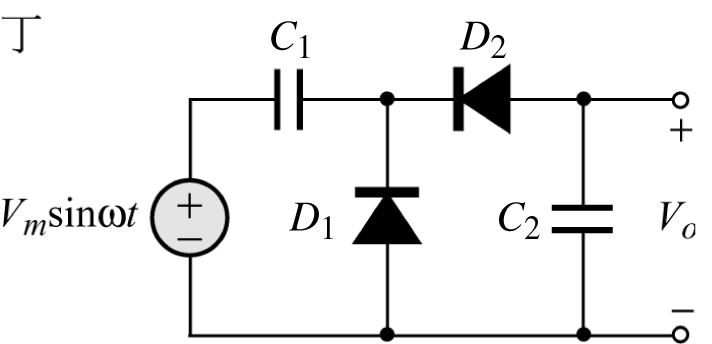 丁
C₁ D₂
+
Vₘsinωt + − D₁ C₂ Vₒ
−